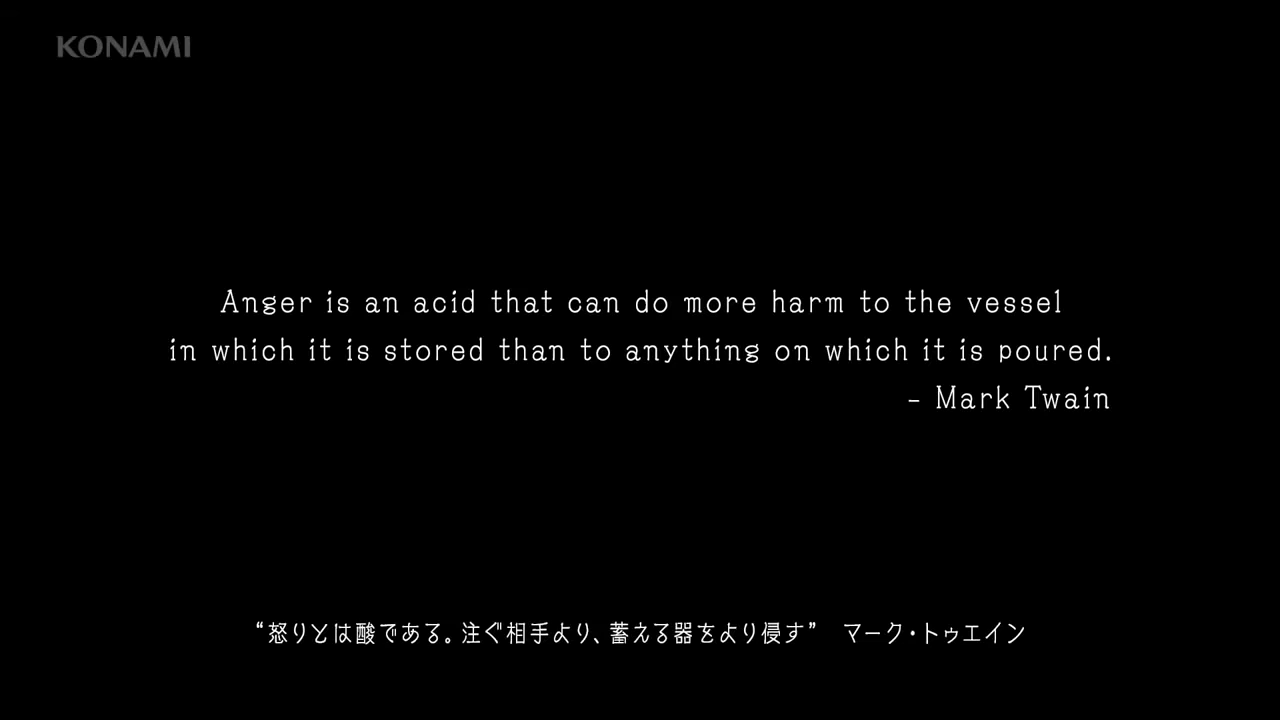 KONAMI
Anger is an acid that can do more harm to the vessel
in which it is stored than to anything on which it is poured.
– Mark Twain
“怒りとは酸である。注ぐ相手より、蓄える器をより侵す”　マーク・トゥエイン